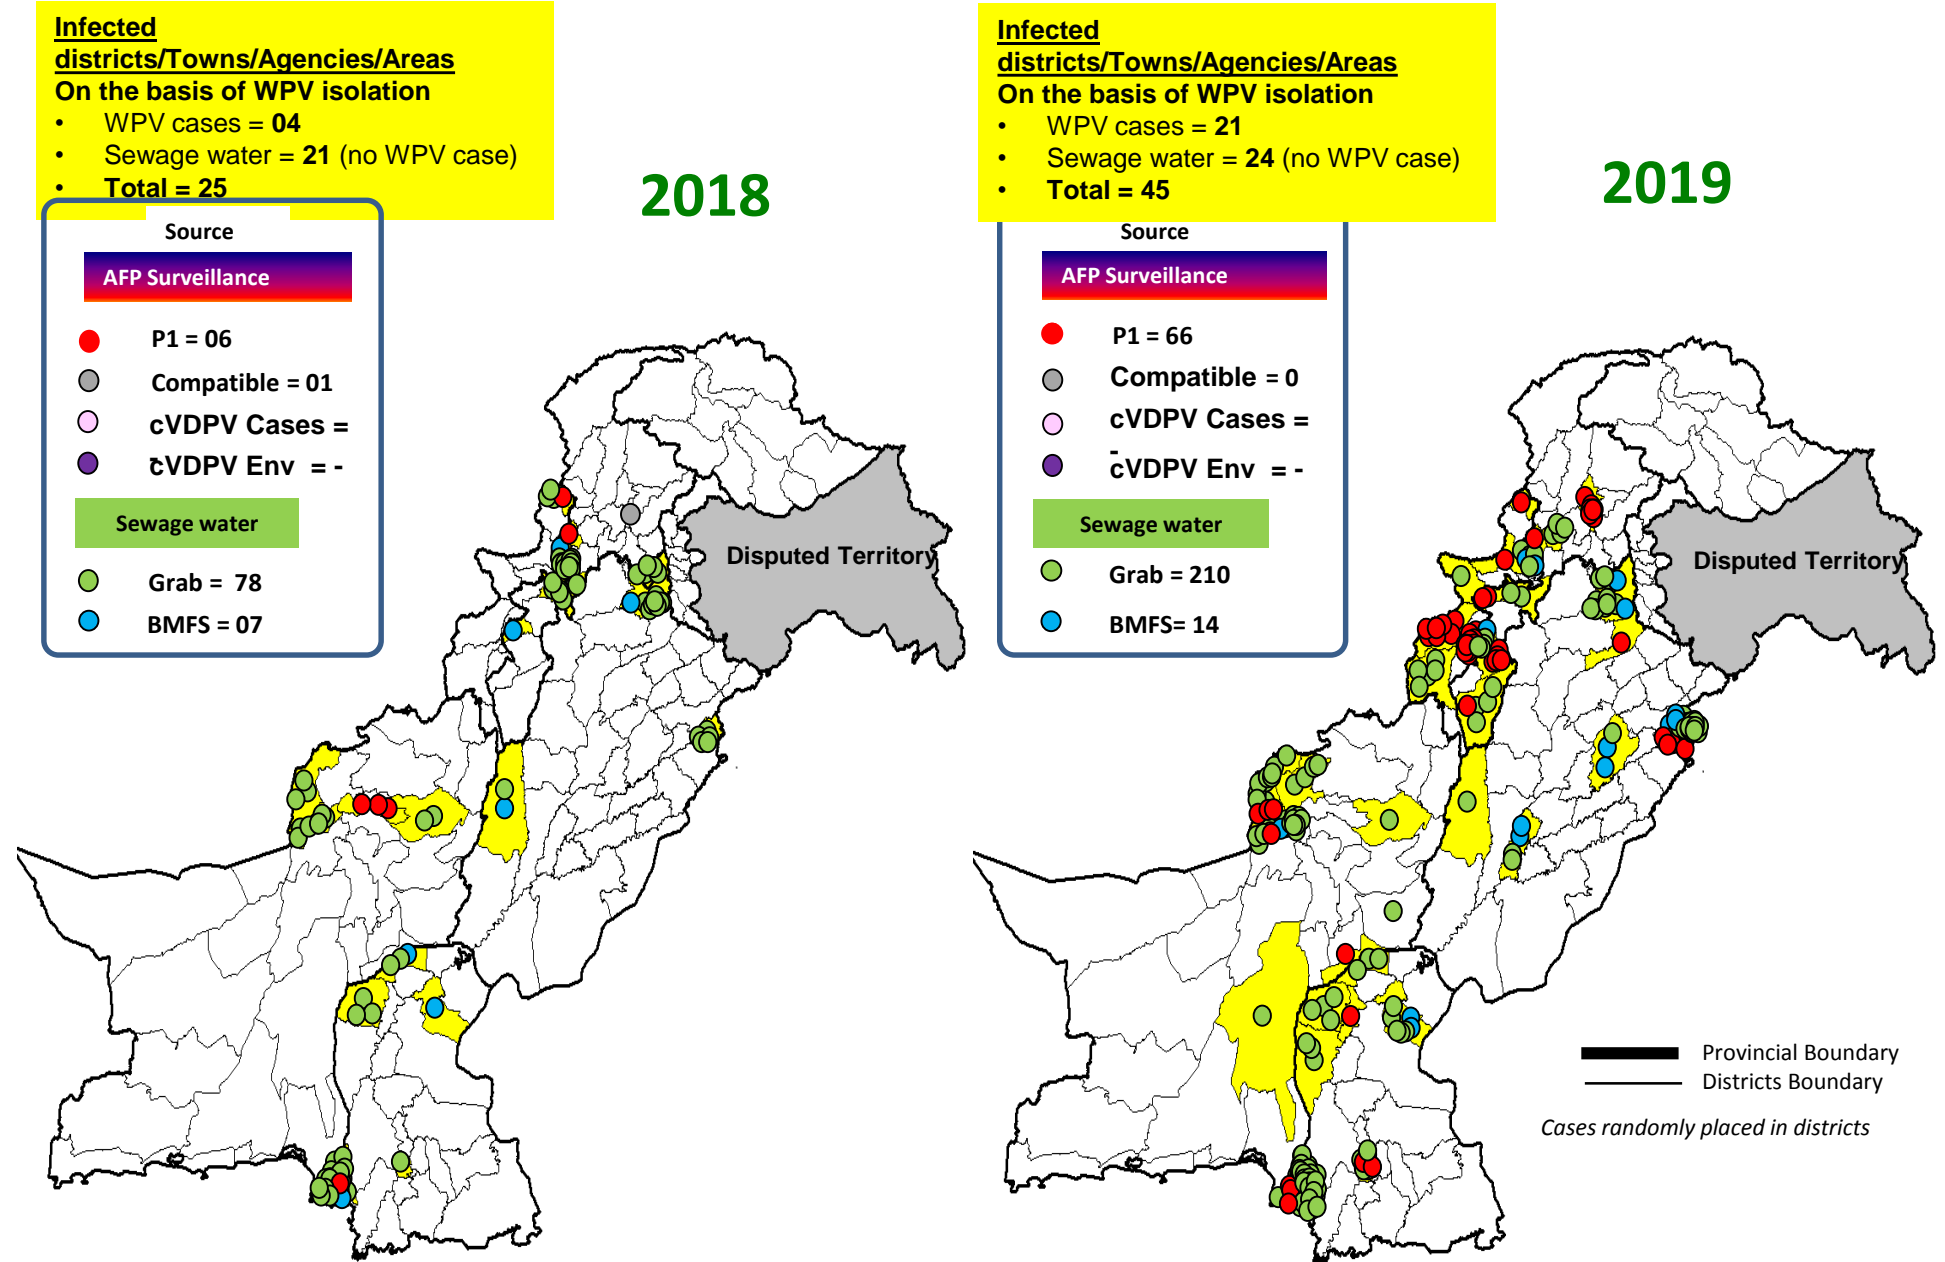 Infected
districts/Towns/Agencies/Areas
On the basis of WPV isolation
• WPV cases = 04
• Sewage water = 21 (no WPV case)
• Total = 25
2018
Source
AFP Surveillance
P1 = 06
Compatible = 01
cVDPV Cases =
-
cVDPV Env = -
Sewage water
Grab = 78
BMFS = 07
Disputed Territory
Infected
districts/Towns/Agencies/Areas
On the basis of WPV isolation
• WPV cases = 21
• Sewage water = 24 (no WPV case)
• Total = 45
2019
Source
AFP Surveillance
P1 = 66
Compatible = 0
cVDPV Cases =
-
cVDPV Env = -
Sewage water
Grab = 210
BMFS= 14
Disputed Territory
Provincial Boundary
Districts Boundary
Cases randomly placed in districts